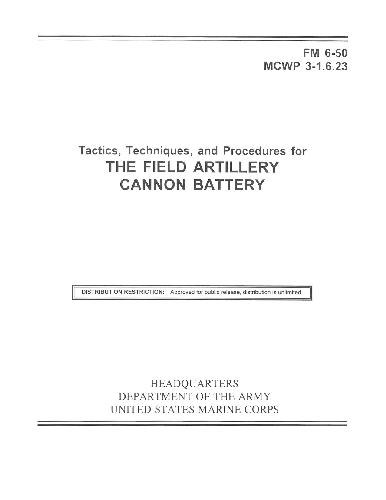 FM 6-50
MCWP 3-1.6.23
Tactics, Techniques, and Procedures for
THE FIELD ARTILLERY
CANNON BATTERY
DISTRIBUTION RESTRICTION: Approved for public release, distribution is unlimited
HEADQUARTERS
DEPARTMENT OF THE ARMY
UNITED STATES MARINE CORPS